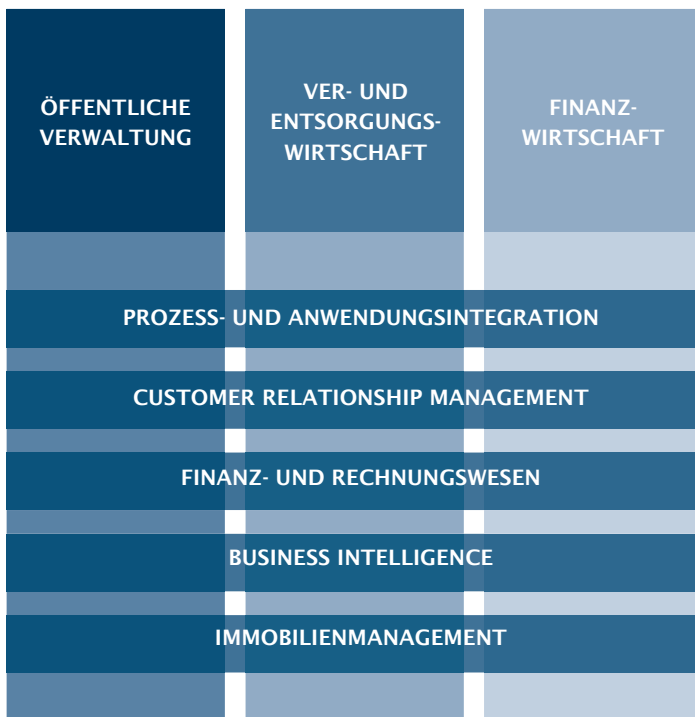 ÖFFENTLICHE
VERWALTUNG
VER- UND
ENTSORGUNGS-
WIRTSCHAFT
FINANZ-
WIRTSCHAFT
PROZESS- UND ANWENDUNGSINTEGRATION
CUSTOMER RELATIONSHIP MANAGEMENT
FINANZ- UND RECHNUNGSWESEN
BUSINESS INTELLIGENCE
IMMOBILIENMANAGEMENT